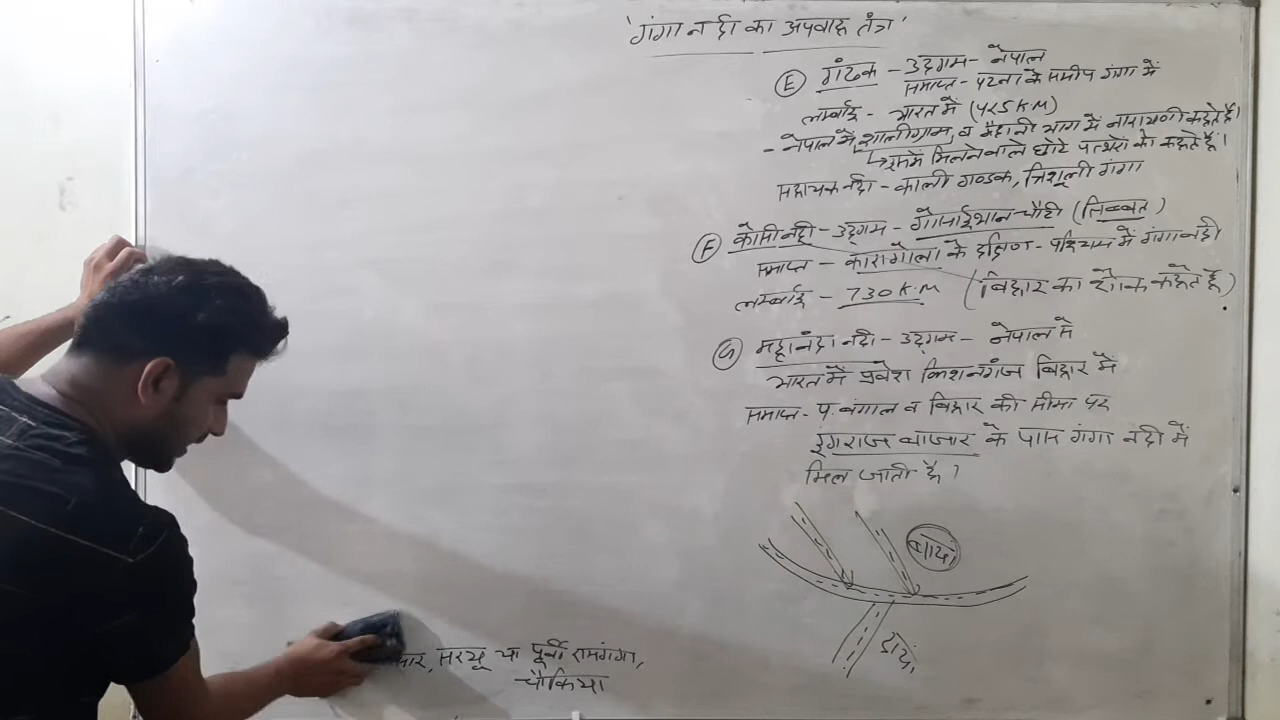 'गंगा नदी का अपवाह तंत्र'
(E) गंडक - उद्गम - नेपाल
समाप्त - पटना के समीप गंगा में
लम्बाई - भारत में (425 K.M)
- नेपाल में शालीग्राम, व मैदानी भाग में नारायणी कहते हैं।
इसमें मिलने वाले छोटे पत्थरों को कहते हैं।
सहायक नदी - काली गण्डक, त्रिशूली गंगा
(F) कोसी नदी - उद्गम - गोसाईथान चोटी (तिब्बत)
समाप्त - कारागोला के दक्षिण - पश्चिम में गंगा नदी
लम्बाई - 730 K.M (बिहार का शोक कहते हैं)
(G) महानंदा नदी - उद्गम - नेपाल में
भारत में प्रवेश किशनगंज बिहार में
समाप्त - प. बंगाल व बिहार की सीमा पर
इंगराज बाजार के पास गंगा नदी में
मिल जाती है।
बायां
दायां
सरयू या पूर्वी रामगंगा,
चौकिया